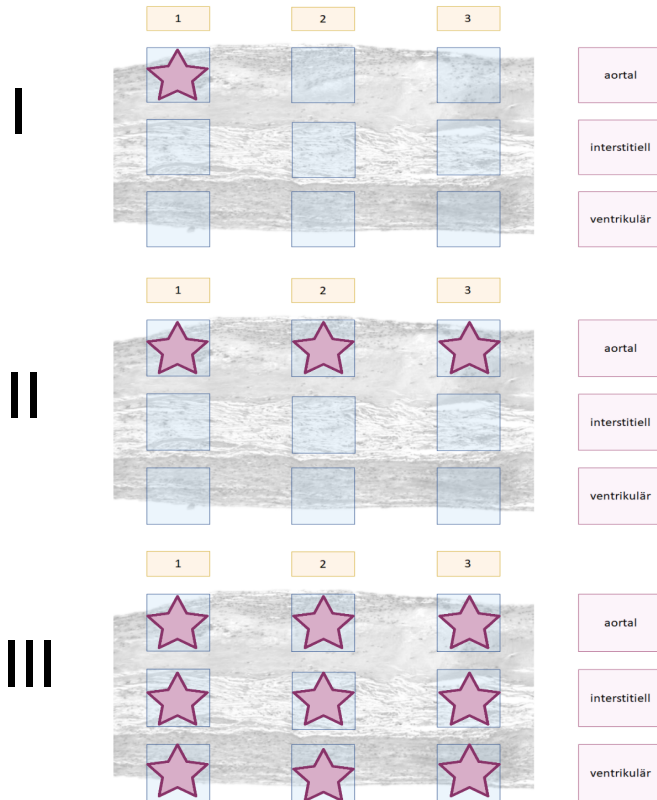 1 2 3
I
aortal
interstitiell
ventrikulär
1 2 3
II
aortal
interstitiell
ventrikulär
1 2 3
III
aortal
interstitiell
ventrikulär